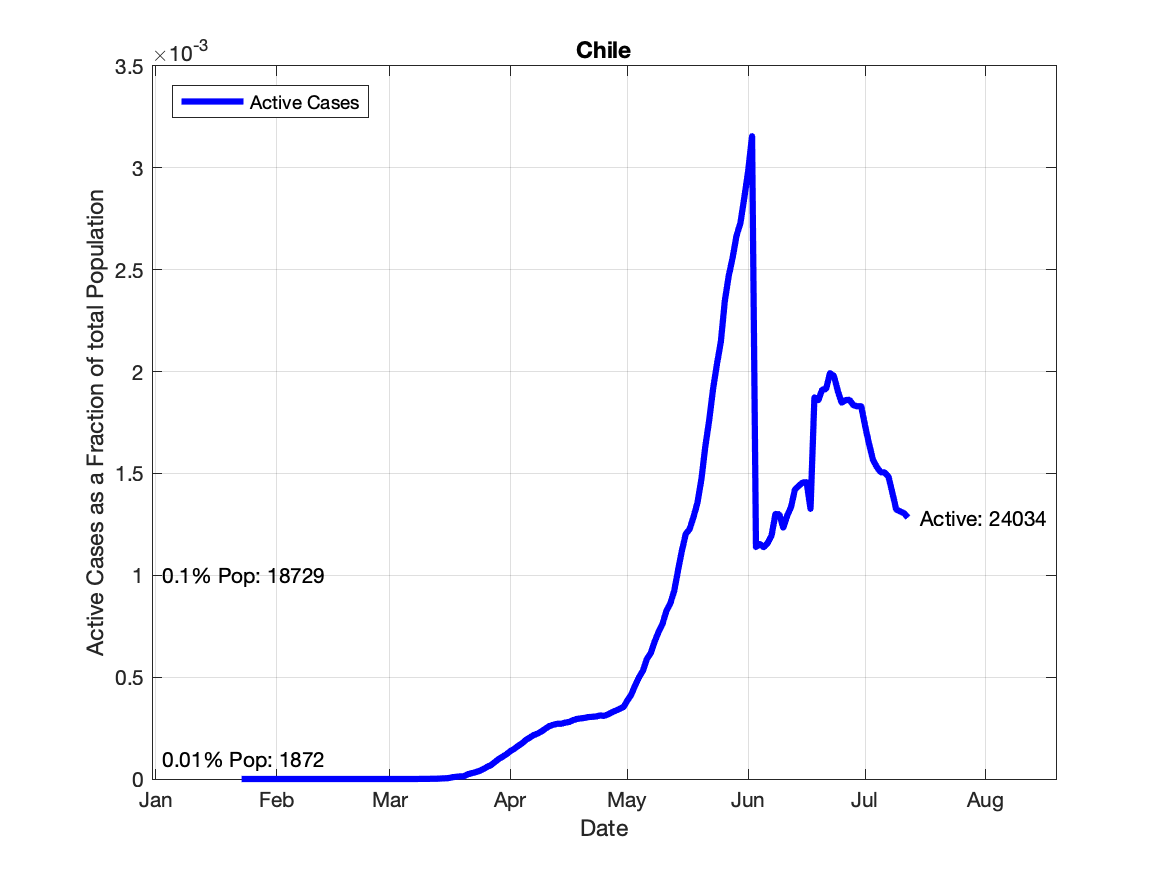 Chile
×10-3
3.5
3
2.5
2
1.5
1
0.5
0
Active Cases as a Fraction of total Population
Active Cases
Active: 24034
0.1% Pop: 18729
0.01% Pop: 1872
Jan Feb Mar Apr May Jun Jul Aug
Date